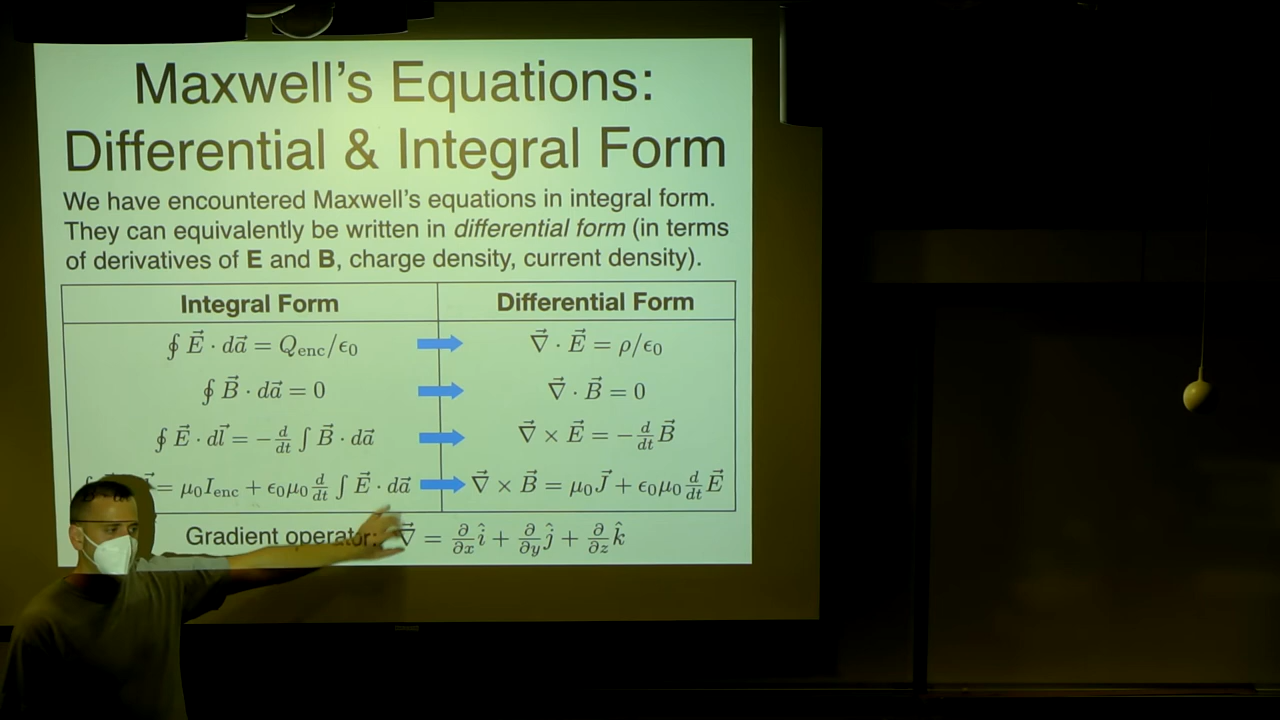 Maxwell's Equations:
Differential & Integral Form
We have encountered Maxwell's equations in integral form.
They can equivalently be written in differential form (in terms
of derivatives of E and B, charge density, current density).
Integral Form Differential Form
∮ E⃗ · da⃗ = Q_enc/ϵ₀ ∇⃗ · E⃗ = ρ/ϵ₀
∮ B⃗ · da⃗ = 0 ∇⃗ · B⃗ = 0
∮ E⃗ · dl⃗ = − d/dt ∫ B⃗ · da⃗ ∇⃗ × E⃗ = − d/dt B⃗
= μ₀I_enc + ϵ₀μ₀ d/dt ∫ E⃗ · da⃗ ∇⃗ × B⃗ = μ₀J⃗ + ϵ₀μ₀ d/dt E⃗
Gradient operator: ∇⃗ = ∂/∂x î + ∂/∂y ĵ + ∂/∂z k̂